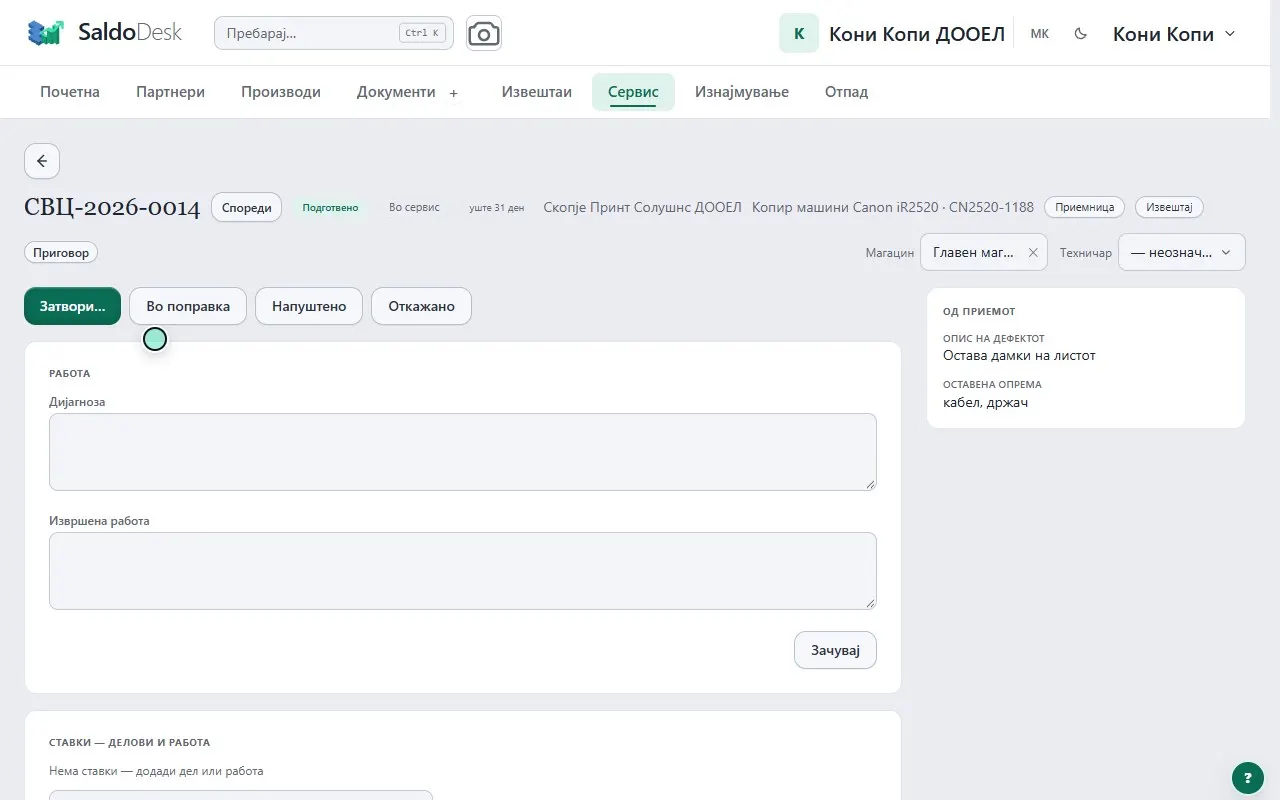 SaldoDesk
Пребарај... Ctrl K
К Кони Копи ДООЕЛ МК Кони Копи
Почетна Партнери Производи Документи + Извештаи Сервис Изнајмување Отпад
СВЦ-2026-0014 Спореди Подготвено Во сервис уште 31 ден Скопје Принт Солушнс ДООЕЛ Копир машини Canon iR2520 · CN2520-1188 Приемница Извештај
Приговор Магацин Главен маг... Техничар — неознач...
Затвори... Во поправка Напуштено Откажано
ОД ПРИЕМОТ
ОПИС НА ДЕФЕКТОТ
Остава дамки на листот
ОСТАВЕНА ОПРЕМА
кабел, држач
РАБОТА
Дијагноза
Извршена работа
Зачувај
СТАВКИ — ДЕЛОВИ И РАБОТА
Нема ставки — додади дел или работа
?